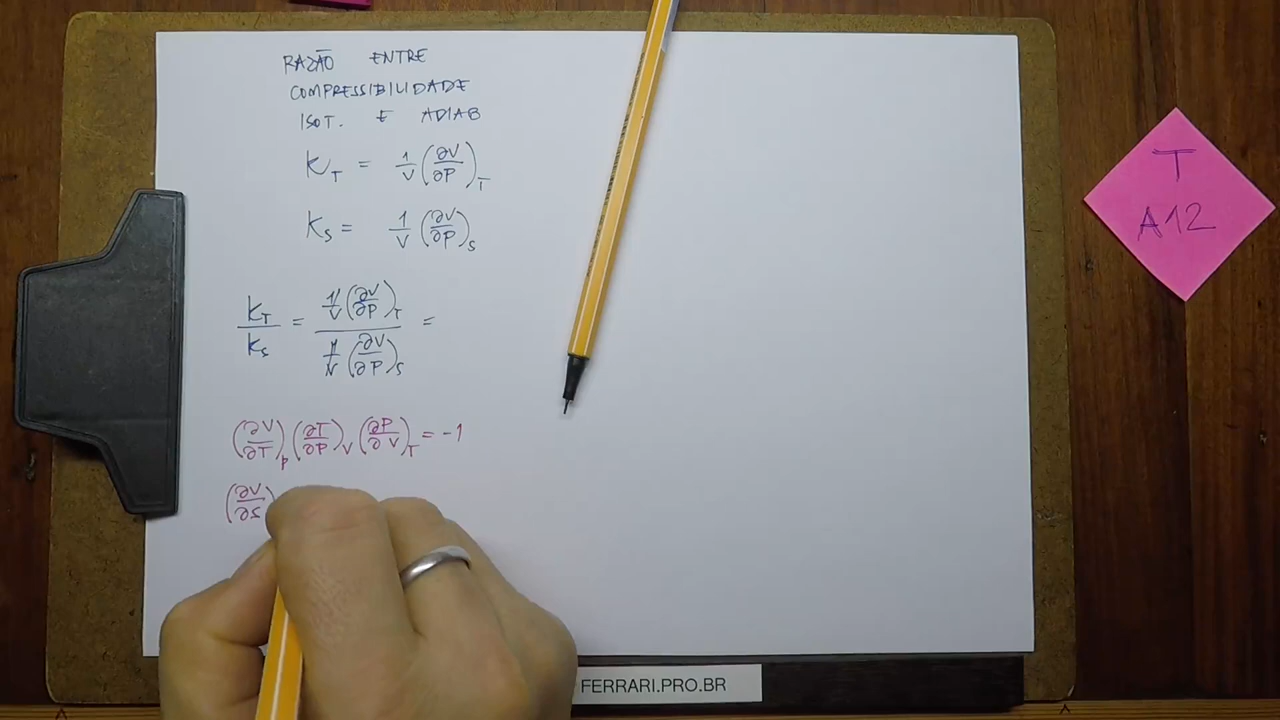 RAZÃO ENTRE
COMPRESSIBILIDADE
ISOT. E ADIAB
K_T = 1/V (∂V/∂P)_T
K_S = 1/V (∂V/∂P)_S
K_T/K_S = 1/V (∂V/∂P)_T / 1/V (∂V/∂P)_S =
(∂V/∂T)_P (∂T/∂P)_V (∂P/∂V)_T = -1
(∂V/∂S)
T
A12
FERRARI.PRO.BR